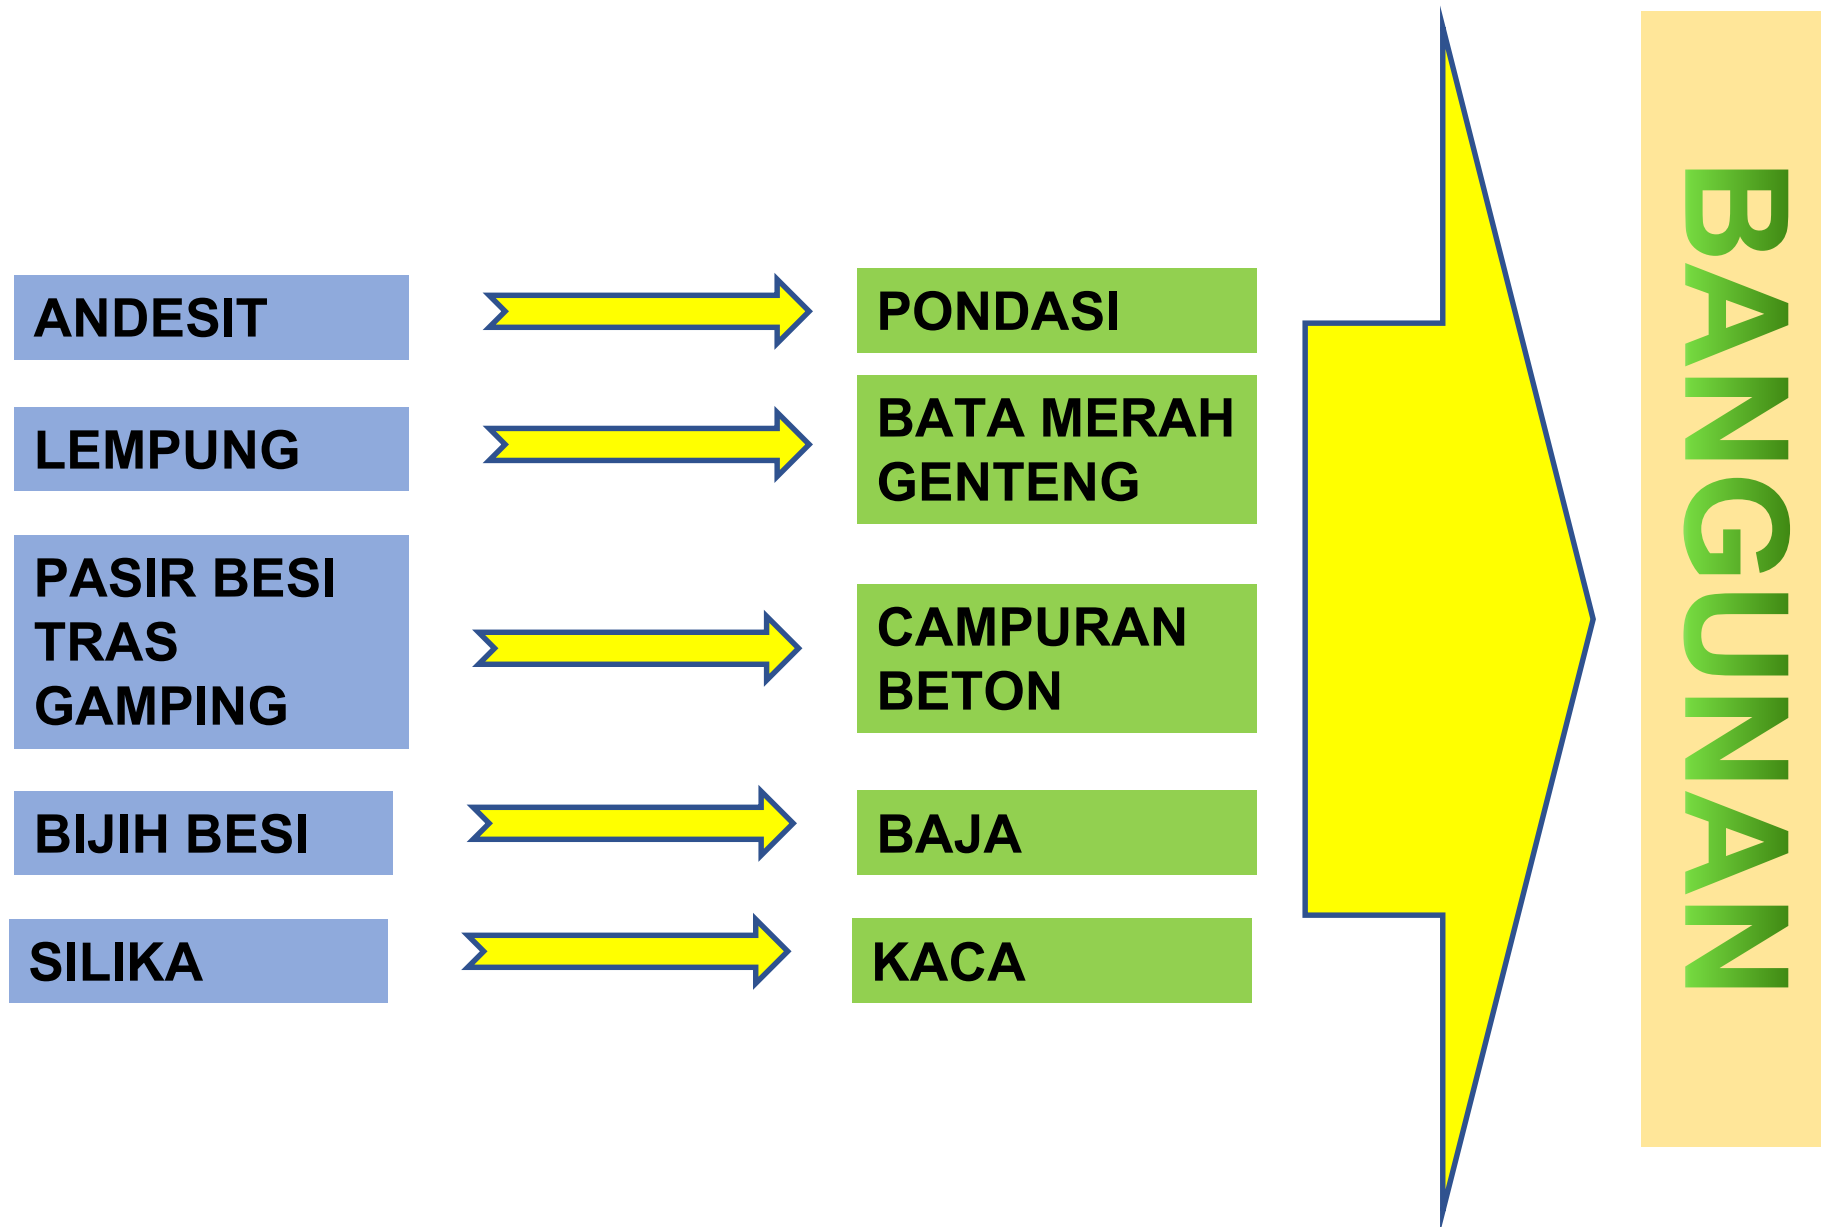 ANDESIT
PONDASI
LEMPUNG
BATA MERAH
GENTENG
PASIR BESI
TRAS
GAMPING
CAMPURAN
BETON
BIJIH BESI
BAJA
SILIKA
KACA
BANGUNAN